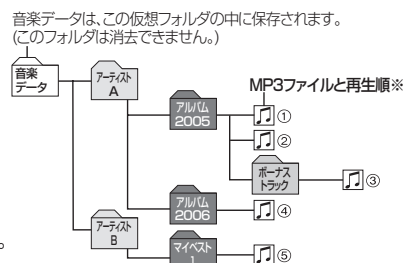 音楽データは、この仮想フォルダの中に保存されます。
(このフォルダは消去できません。)
音楽
データ
アーティスト
A
MP3ファイルと再生順※
アルバム
2005
①
②
ボーナス
トラック
③
アルバム
2006
④
。
アーティスト
B
マイベスト
1
⑤